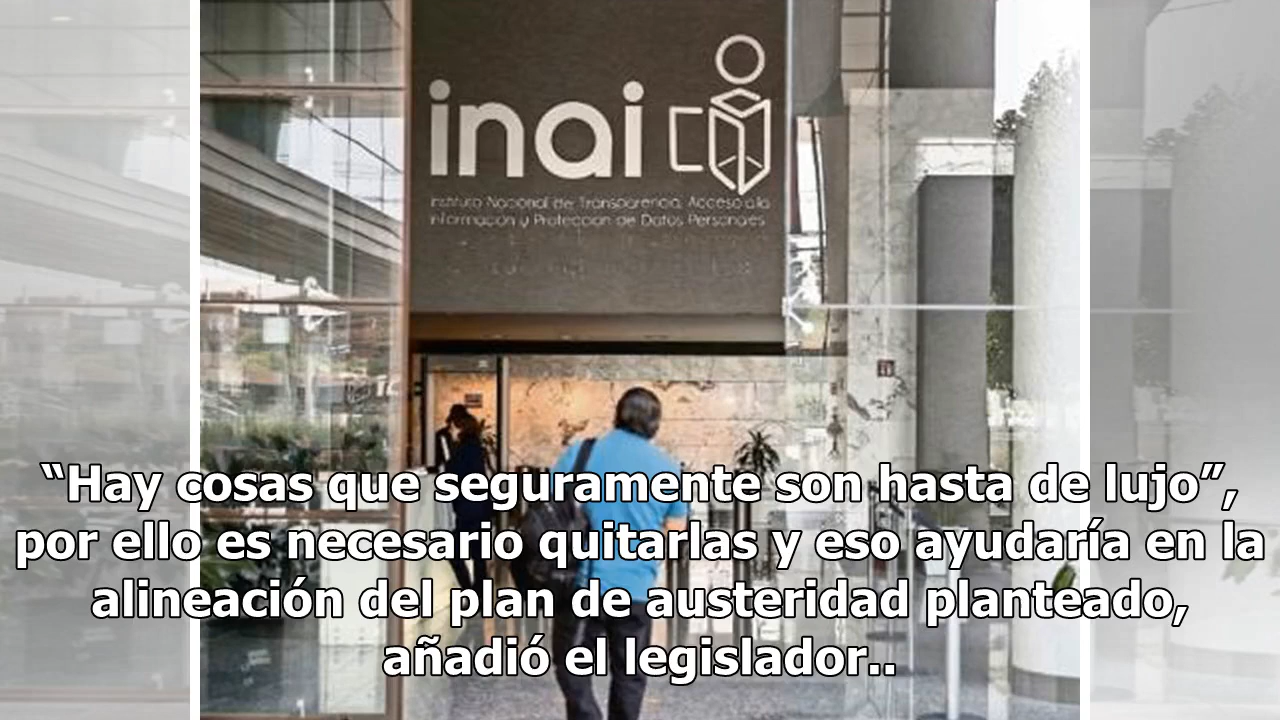 inai
Instituto Nacional de Transparencia, Acceso a la
Información y Protección de Datos Personales
“Hay cosas que seguramente son hasta de lujo”,
por ello es necesario quitarlas y eso ayudaría en la
alineación del plan de austeridad planteado,
añadió el legislador..